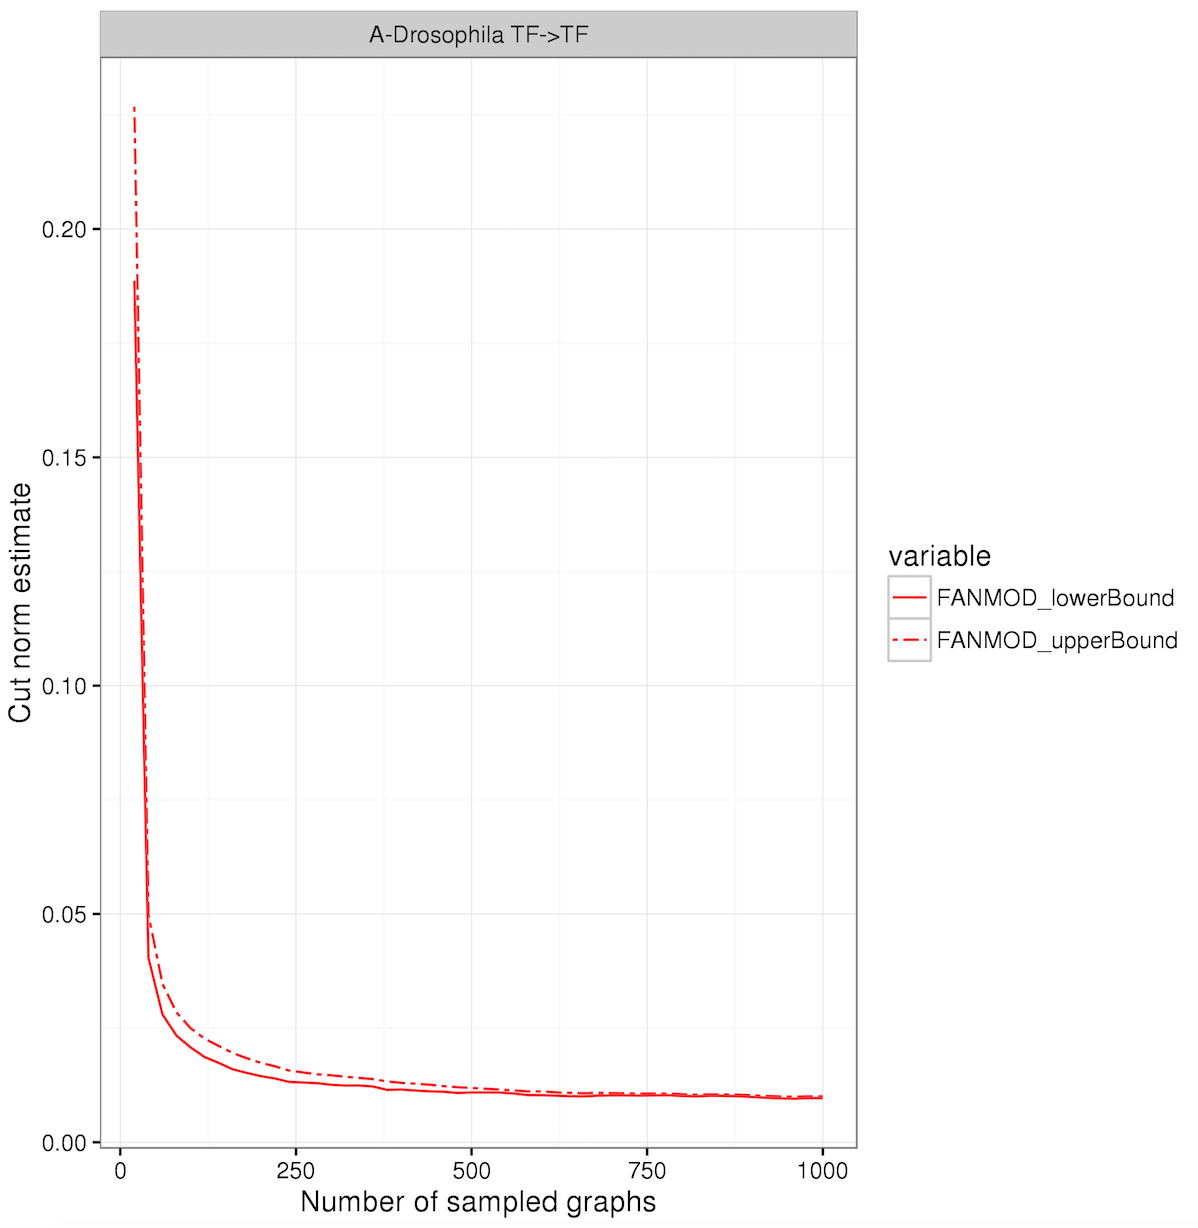 A-Drosophila TF->TF
0.20
0.15
0.10
0.05
0.00
Cut norm estimate
0 250 500 750 1000
Number of sampled graphs
variable
FANMOD_lowerBound
FANMOD_upperBound